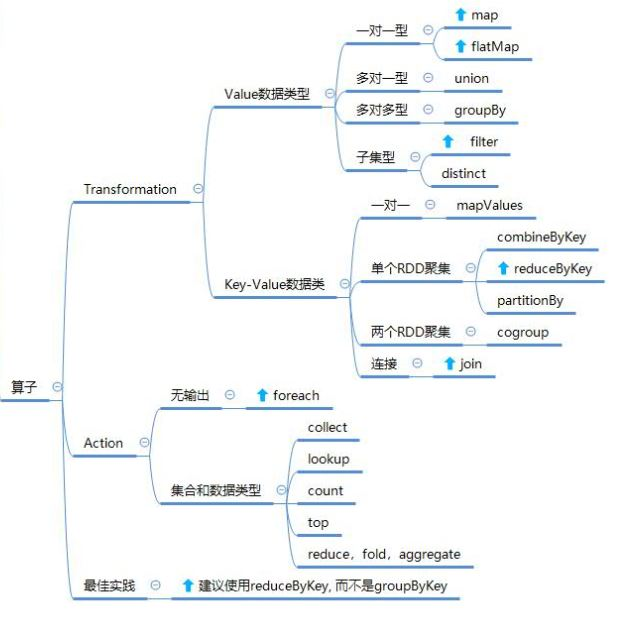 算子
Transformation
Value数据类型
一对一型
map
flatMap
多对一型
union
多对多型
groupBy
子集型
filter
distinct
Key-Value数据类
一对一
mapValues
单个RDD聚集
combineByKey
reduceByKey
partitionBy
两个RDD聚集
cogroup
连接
join
Action
无输出
foreach
集合和数据类型
collect
lookup
count
top
reduce，fold，aggregate
最佳实践
建议使用reduceByKey, 而不是groupByKey